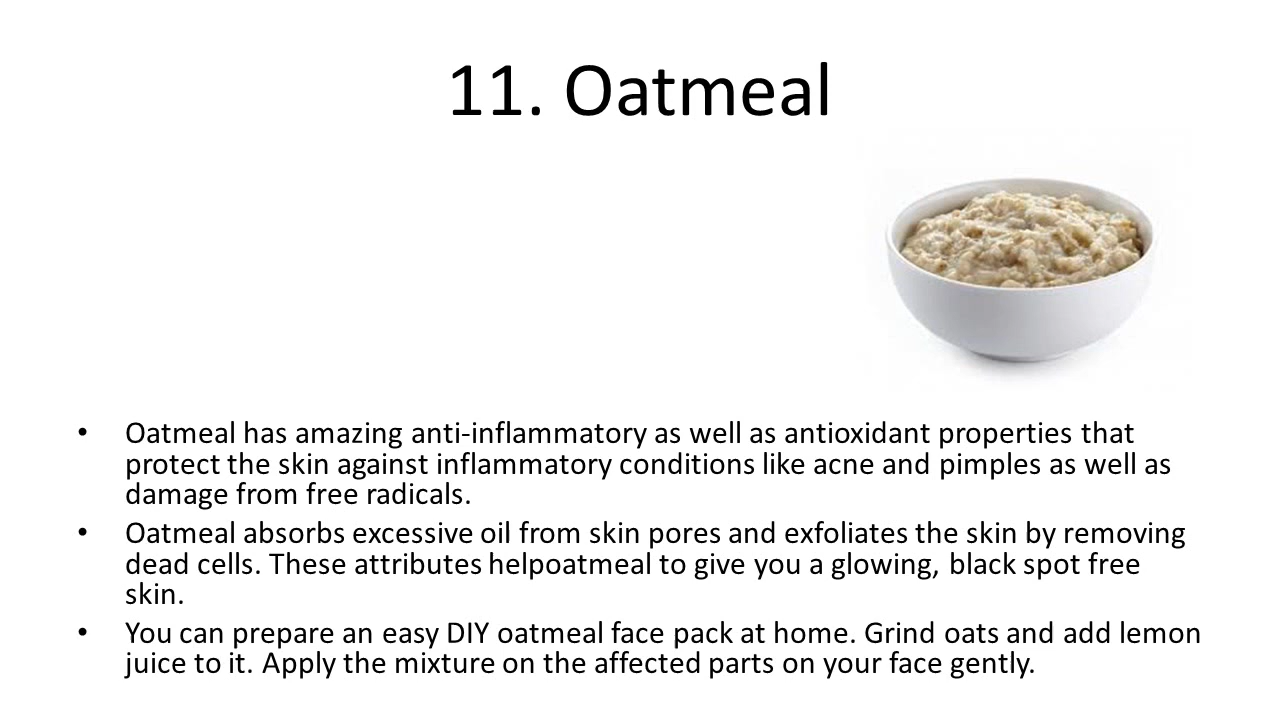 11. Oatmeal
• Oatmeal has amazing anti-inflammatory as well as antioxidant properties that
protect the skin against inflammatory conditions like acne and pimples as well as
damage from free radicals.
• Oatmeal absorbs excessive oil from skin pores and exfoliates the skin by removing
dead cells. These attributes helpoatmeal to give you a glowing, black spot free
skin.
• You can prepare an easy DIY oatmeal face pack at home. Grind oats and add lemon
juice to it. Apply the mixture on the affected parts on your face gently.